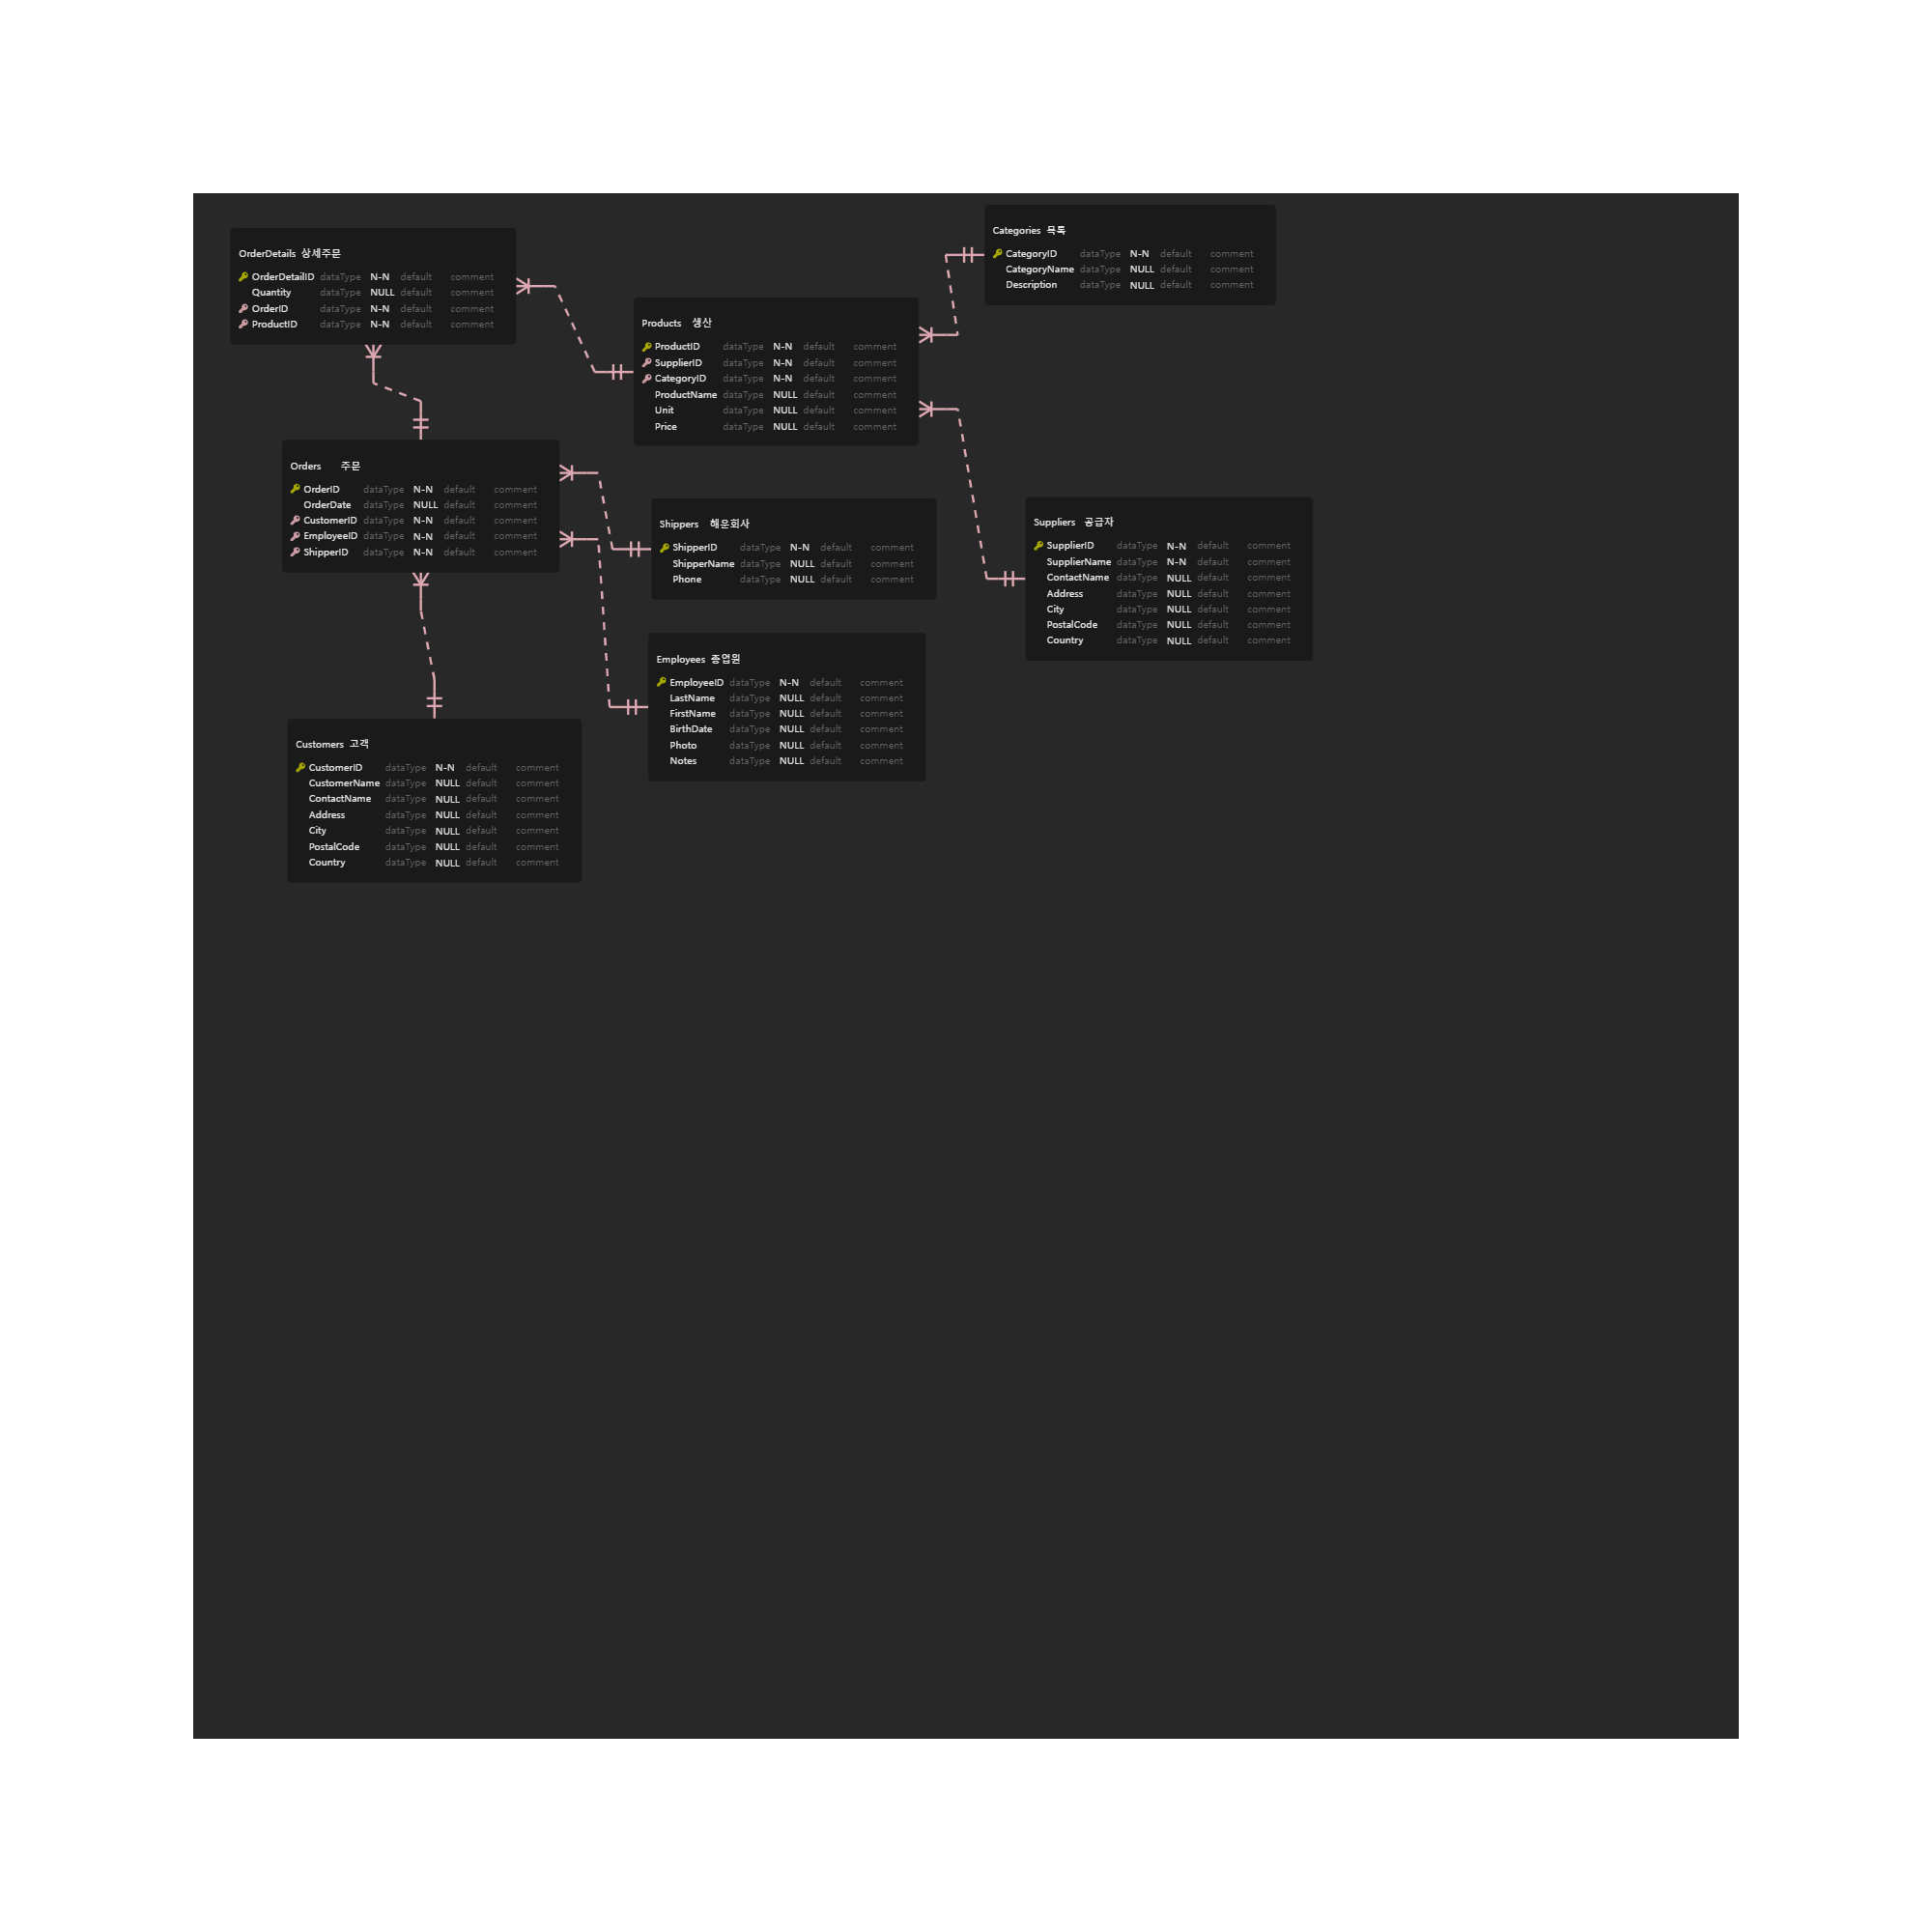 OrderDetails 상세주문
OrderDetailID dataType N-N default comment
Quantity dataType NULL default comment
OrderID dataType N-N default comment
ProductID dataType N-N default comment
Products 생산
ProductID dataType N-N default comment
SupplierID dataType N-N default comment
CategoryID dataType N-N default comment
ProductName dataType NULL default comment
Unit dataType NULL default comment
Price dataType NULL default comment
Categories 목록
CategoryID dataType N-N default comment
CategoryName dataType NULL default comment
Description dataType NULL default comment
Orders 주문
OrderID dataType N-N default comment
OrderDate dataType NULL default comment
CustomerID dataType N-N default comment
EmployeeID dataType N-N default comment
ShipperID dataType N-N default comment
Shippers 해운회사
ShipperID dataType N-N default comment
ShipperName dataType NULL default comment
Phone dataType NULL default comment
Suppliers 공급자
SupplierID dataType N-N default comment
SupplierName dataType N-N default comment
ContactName dataType NULL default comment
Address dataType NULL default comment
City dataType NULL default comment
PostalCode dataType NULL default comment
Country dataType NULL default comment
Employees 종업원
EmployeeID dataType N-N default comment
LastName dataType NULL default comment
FirstName dataType NULL default comment
BirthDate dataType NULL default comment
Photo dataType NULL default comment
Notes dataType NULL default comment
Customers 고객
CustomerID dataType N-N default comment
CustomerName dataType NULL default comment
ContactName dataType NULL default comment
Address dataType NULL default comment
City dataType NULL default comment
PostalCode dataType NULL default comment
Country dataType NULL default comment